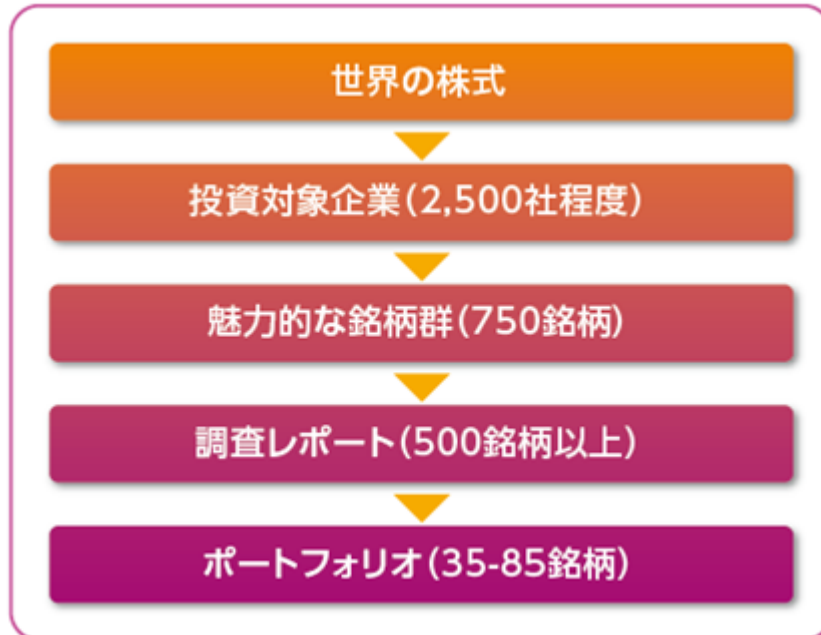 世界の株式
投資対象企業(2,500社程度)
魅力的な銘柄群(750銘柄)
調査レポート(500銘柄以上)
ポートフォリオ(35-85銘柄)